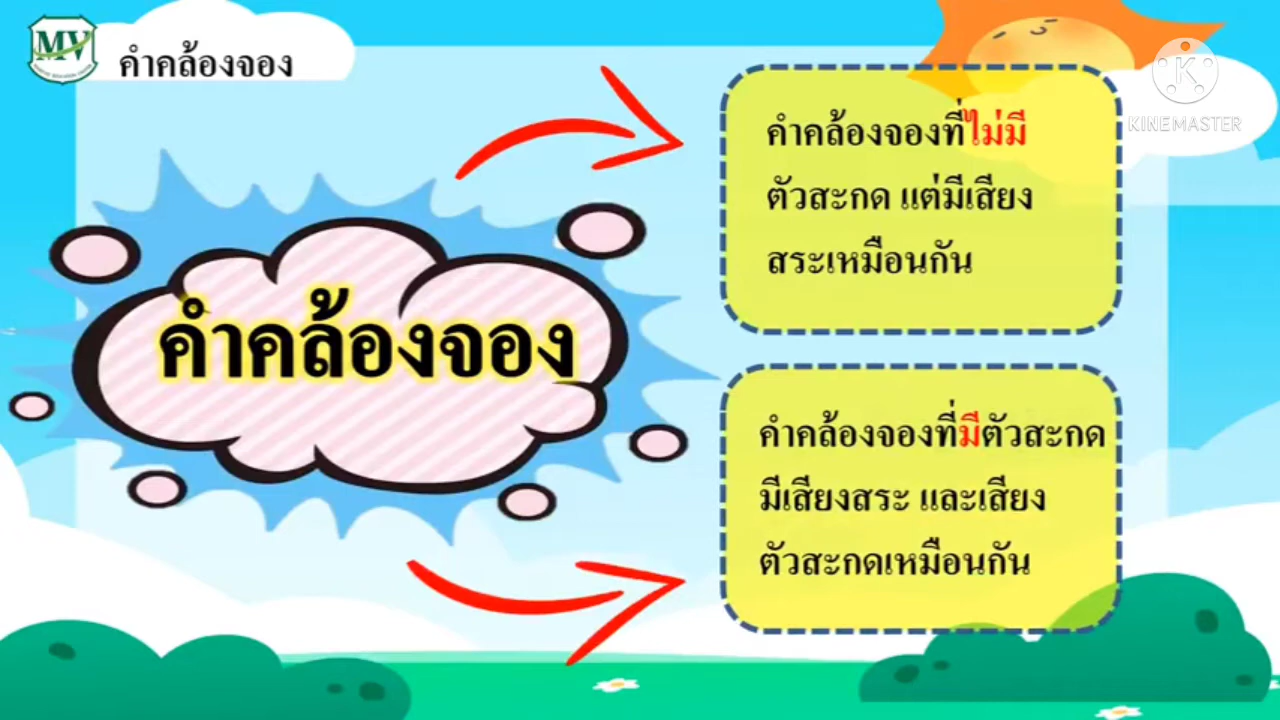 MV
คำคล้องจอง
KINEMASTER
คำคล้องจอง
คำคล้องจองที่ไม่มี
ตัวสะกด แต่มีเสียง
สระเหมือนกัน
คำคล้องจองที่มีตัวสะกด
มีเสียงสระ และเสียง
ตัวสะกดเหมือนกัน